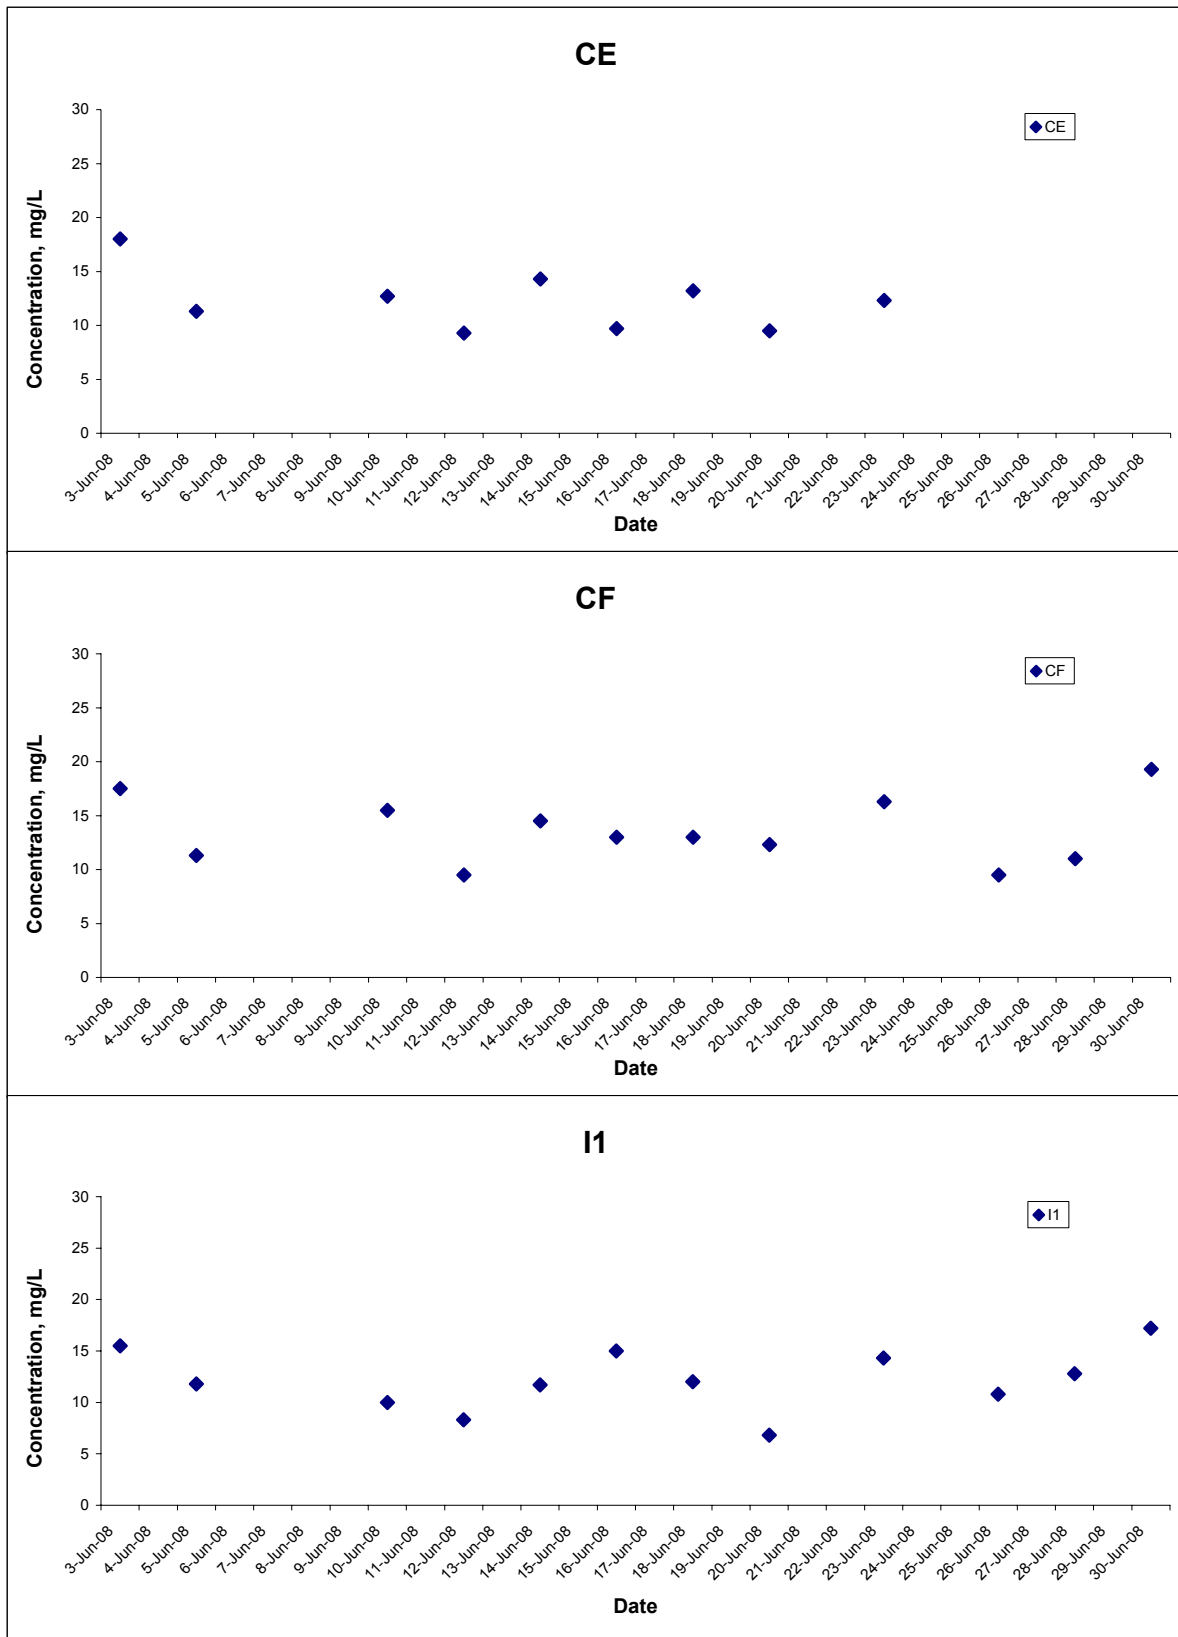 CE
30
25
20
15
10
5
0
Concentration, mg/L
CE
3-Jun-08
4-Jun-08
5-Jun-08
6-Jun-08
7-Jun-08
8-Jun-08
9-Jun-08
10-Jun-08
11-Jun-08
12-Jun-08
13-Jun-08
14-Jun-08
15-Jun-08
16-Jun-08
17-Jun-08
18-Jun-08
19-Jun-08
20-Jun-08
21-Jun-08
22-Jun-08
23-Jun-08
24-Jun-08
25-Jun-08
26-Jun-08
27-Jun-08
28-Jun-08
29-Jun-08
30-Jun-08
Date
CF
30
25
20
15
10
5
0
Concentration, mg/L
CF
3-Jun-08
4-Jun-08
5-Jun-08
6-Jun-08
7-Jun-08
8-Jun-08
9-Jun-08
10-Jun-08
11-Jun-08
12-Jun-08
13-Jun-08
14-Jun-08
15-Jun-08
16-Jun-08
17-Jun-08
18-Jun-08
19-Jun-08
20-Jun-08
21-Jun-08
22-Jun-08
23-Jun-08
24-Jun-08
25-Jun-08
26-Jun-08
27-Jun-08
28-Jun-08
29-Jun-08
30-Jun-08
Date
I1
30
25
20
15
10
5
0
Concentration, mg/L
I1
3-Jun-08
4-Jun-08
5-Jun-08
6-Jun-08
7-Jun-08
8-Jun-08
9-Jun-08
10-Jun-08
11-Jun-08
12-Jun-08
13-Jun-08
14-Jun-08
15-Jun-08
16-Jun-08
17-Jun-08
18-Jun-08
19-Jun-08
20-Jun-08
21-Jun-08
22-Jun-08
23-Jun-08
24-Jun-08
25-Jun-08
26-Jun-08
27-Jun-08
28-Jun-08
29-Jun-08
30-Jun-08
Date